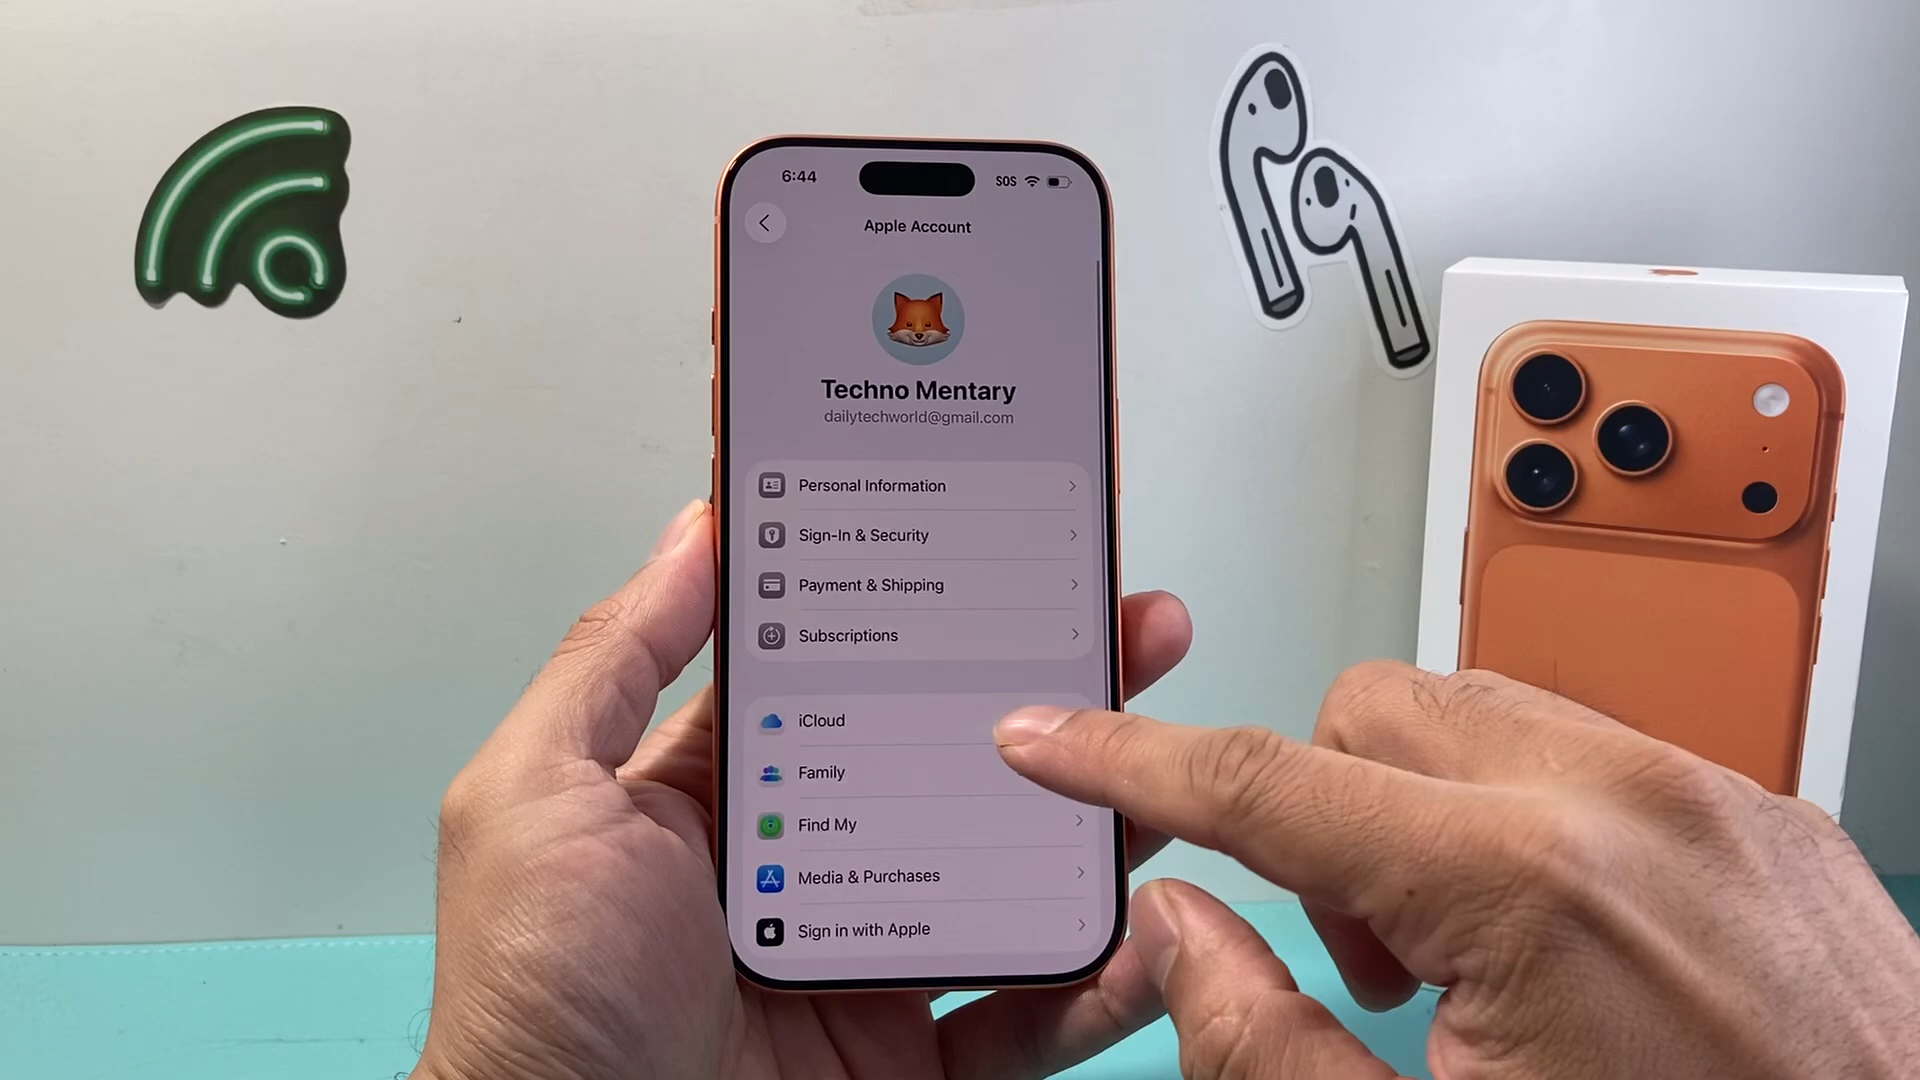 6:44
SOS
Apple Account
Techno Mentary
dailytechworld@gmail.com
Personal Information
Sign-In & Security
Payment & Shipping
Subscriptions
iCloud
Family
Find My
Media & Purchases
Sign in with Apple